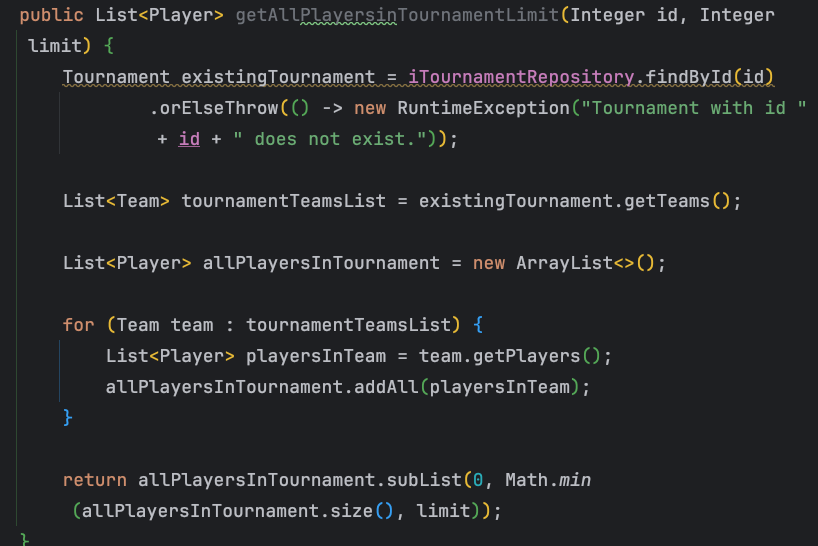 public List<Player> getAllPlayersinTournamentLimit(Integer id, Integer
limit) {
Tournament existingTournament = iTournamentRepository.findById(id)
.orElseThrow(() -> new RuntimeException("Tournament with id "
+ id + " does not exist."));
List<Team> tournamentTeamsList = existingTournament.getTeams();
List<Player> allPlayersInTournament = new ArrayList<>();
for (Team team : tournamentTeamsList) {
List<Player> playersInTeam = team.getPlayers();
allPlayersInTournament.addAll(playersInTeam);
}
return allPlayersInTournament.subList(0, Math.min
(allPlayersInTournament.size(), limit));
}